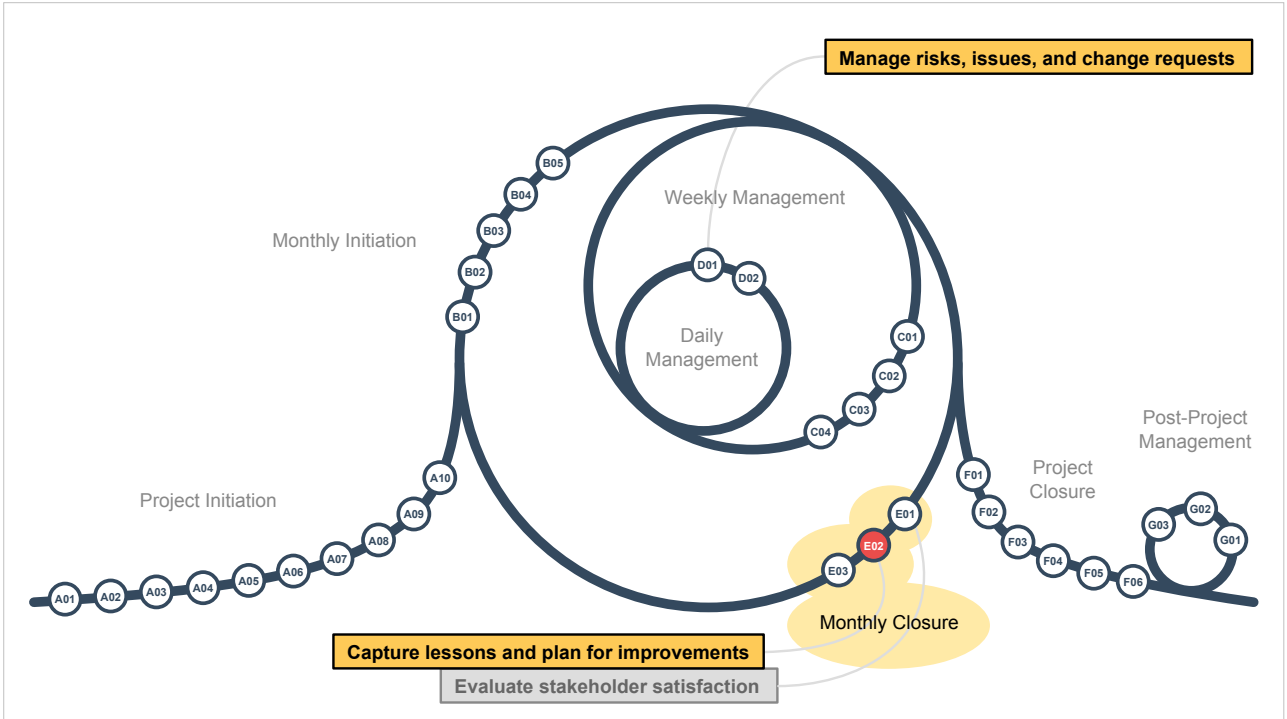 Manage risks, issues, and change requests
B05
B04
B03
B02
B01
Monthly Initiation
Weekly Management
D01
D02
Daily
Management
C01
C02
C03
C04
Post-Project
Management
Project
Closure
Project Initiation
A01
A02
A03
A04
A05
A06
A07
A08
A09
A10
E01
E02
E03
Monthly Closure
F01
F02
F03
F04
F05
F06
G03
G02
G01
Capture lessons and plan for improvements
Evaluate stakeholder satisfaction